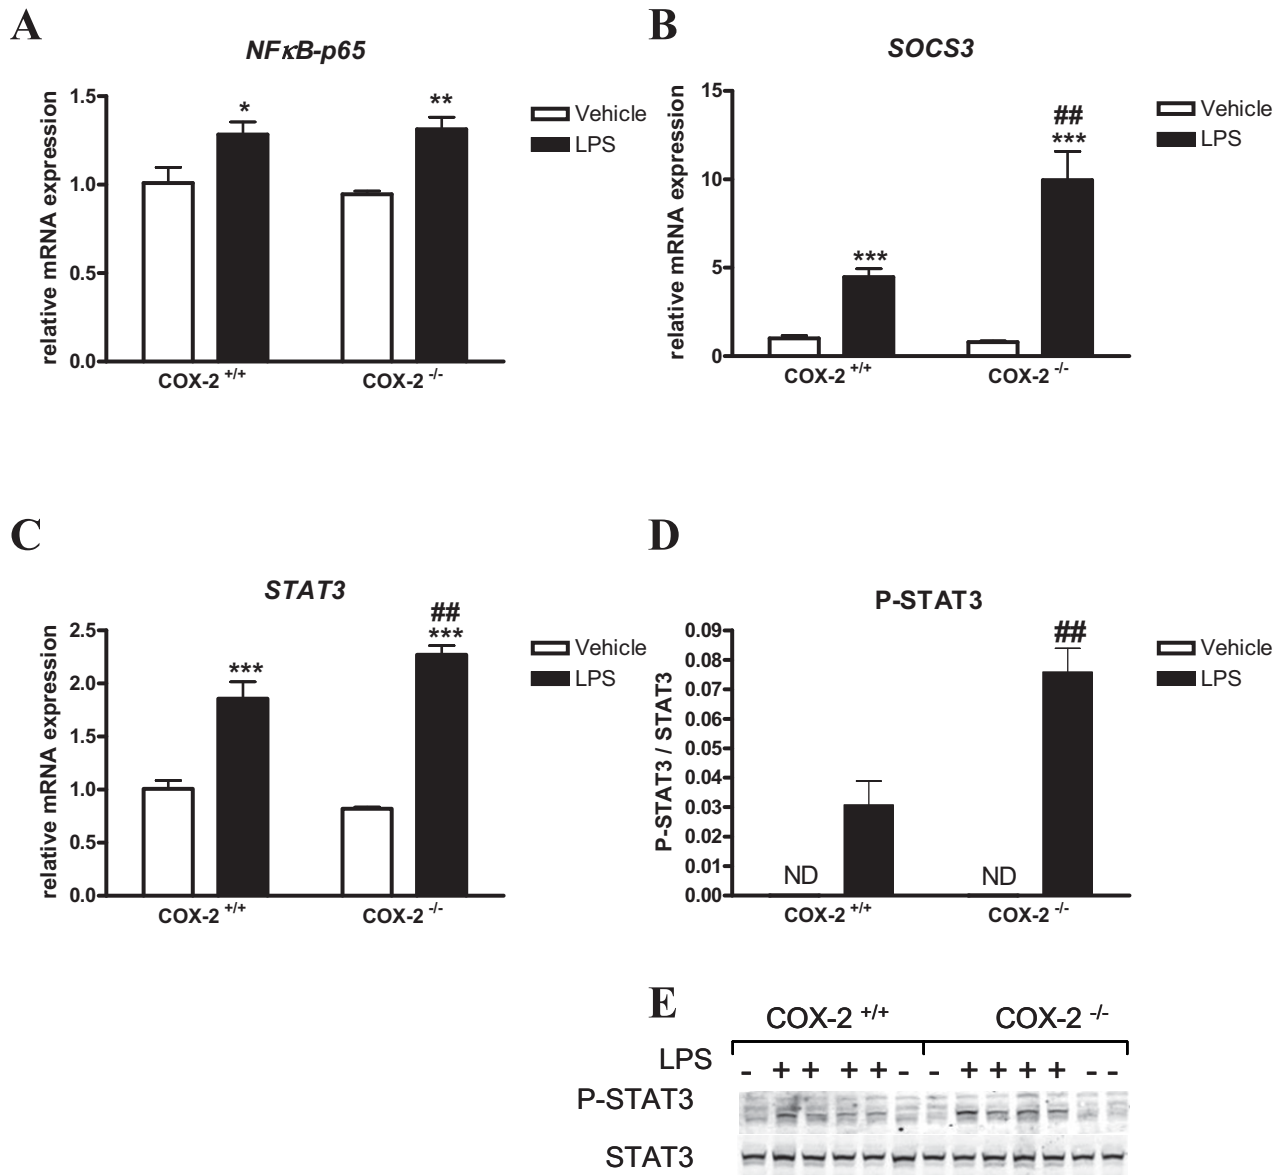 A
NFκB-p65
relative mRNA expression
1.5
1.0
0.5
0.0
*
**
COX-2 +/+
COX-2 -/-
Vehicle
LPS
B
SOCS3
relative mRNA expression
15
10
5
0
***
##
***
COX-2 +/+
COX-2 -/-
Vehicle
LPS
C
STAT3
relative mRNA expression
2.5
2.0
1.5
1.0
0.5
0.0
***
##
***
COX-2 +/+
COX-2 -/-
Vehicle
LPS
D
P-STAT3
P-STAT3 / STAT3
0.09
0.08
0.07
0.06
0.05
0.04
0.03
0.02
0.01
0.00
ND
ND
##
COX-2 +/+
COX-2 -/-
Vehicle
LPS
E
COX-2 +/+ COX-2 -/-
LPS - + + + + - - + + + + - -
P-STAT3
STAT3